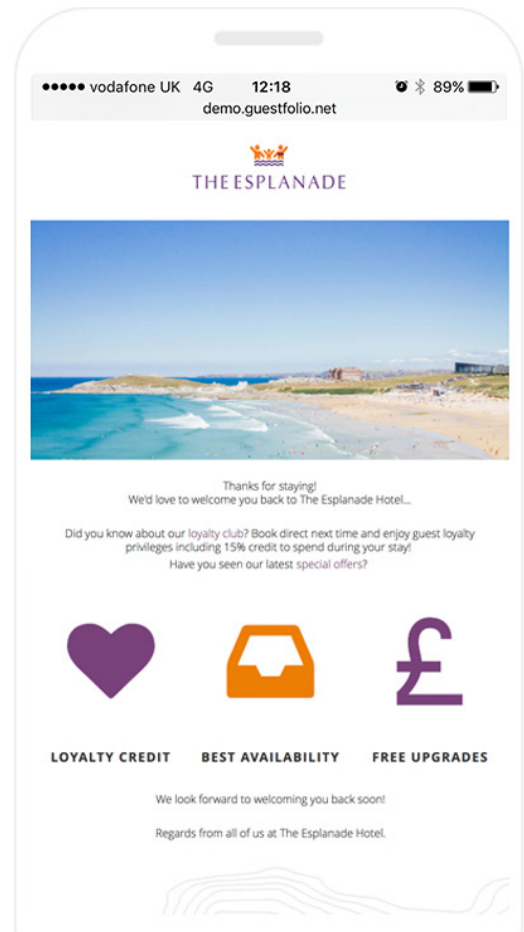 ●●●●● vodafone UK 4G 12:18 89%
demo.guestfolio.net
THE ESPLANADE
Thanks for staying!
We'd love to welcome you back to The Esplanade Hotel...
Did you know about our loyalty club? Book direct next time and enjoy guest loyalty
privileges including 15% credit to spend during your stay!
Have you seen our latest special offers?
£
LOYALTY CREDIT BEST AVAILABILITY FREE UPGRADES
We look forward to welcoming you back soon!
Regards from all of us at The Esplanade Hotel.